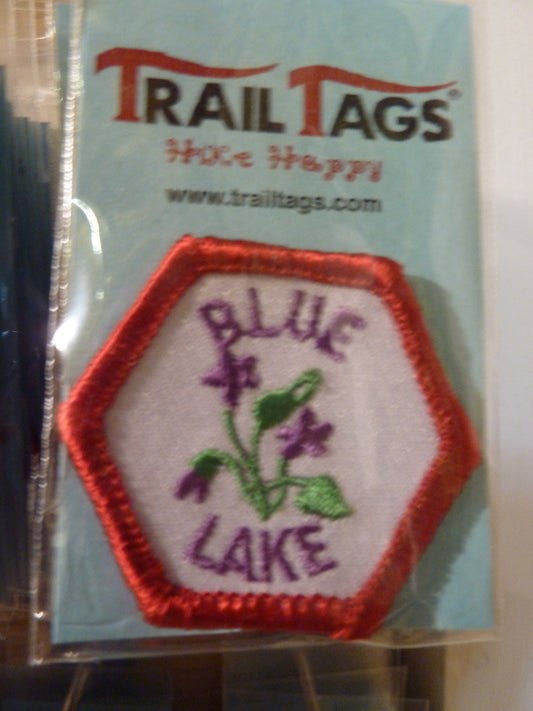 TRAIL TAGS®
Hike Happy
www.trailtags.com
BLUE
LAKE